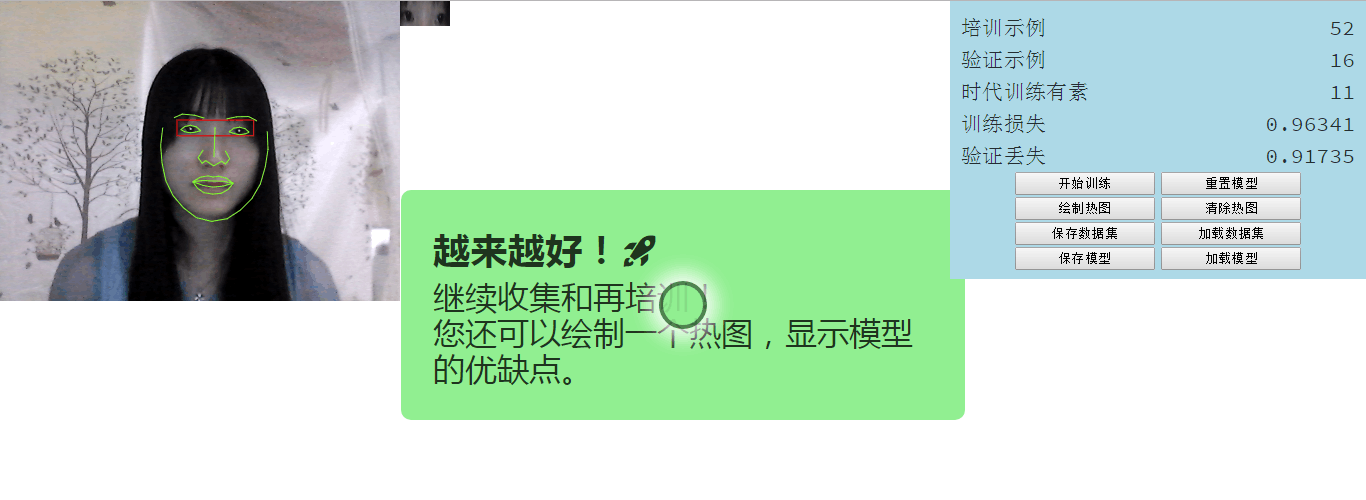 越来越好！🚀
继续收集和再培训！
您还可以绘制一个热图，显示模型
的优缺点。
培训示例 52
验证示例 16
时代训练有素 11
训练损失 0.96341
验证丢失 0.91735
开始训练 重置模型
绘制热图 清除热图
保存数据集 加载数据集
保存模型 加载模型